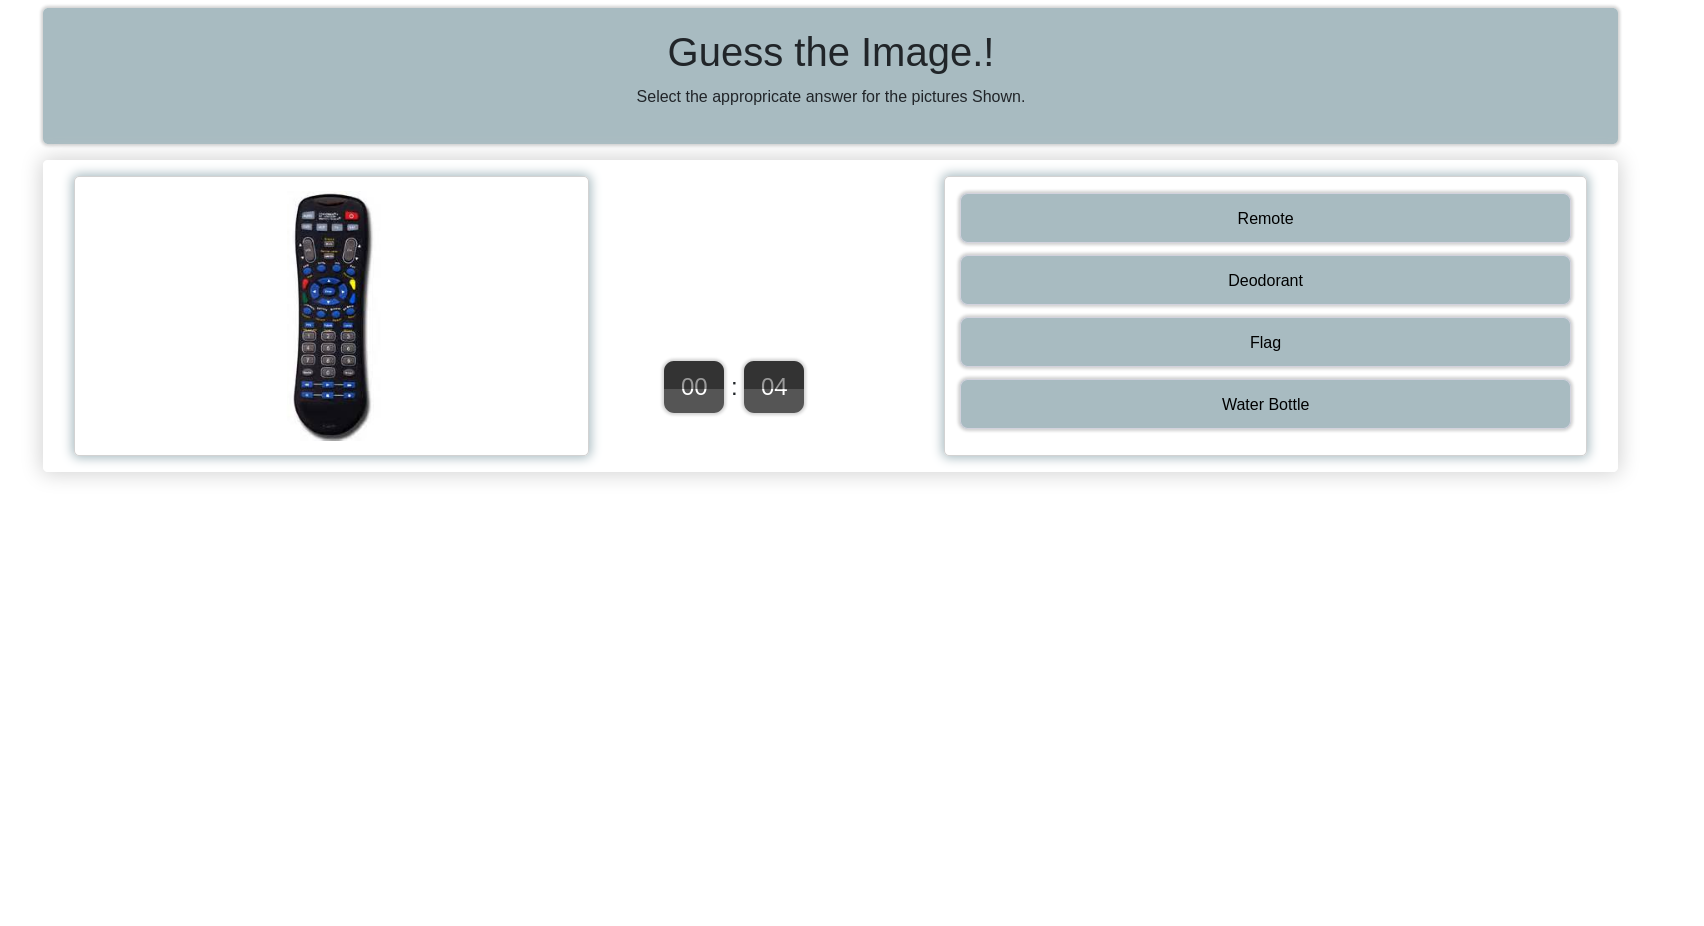 Guess the Image.!
Select the appropricate answer for the pictures Shown.
00 : 04
Remote
Deodorant
Flag
Water Bottle